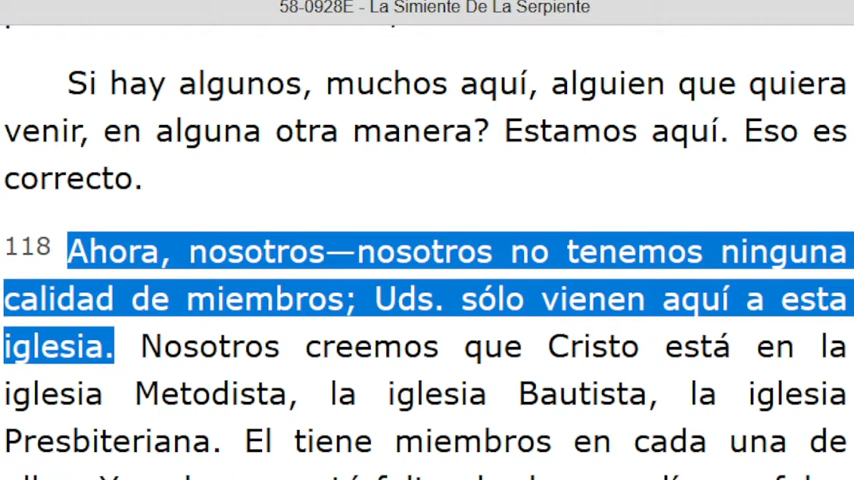 58-0928E - La Simiente De La Serpiente
Si hay algunos, muchos aquí, alguien que quiera
venir, en alguna otra manera? Estamos aquí. Eso es
correcto.
118 Ahora, nosotros—nosotros no tenemos ninguna
calidad de miembros; Uds. sólo vienen aquí a esta
iglesia. Nosotros creemos que Cristo está en la
iglesia Metodista, la iglesia Bautista, la iglesia
Presbiteriana. El tiene miembros en cada una de